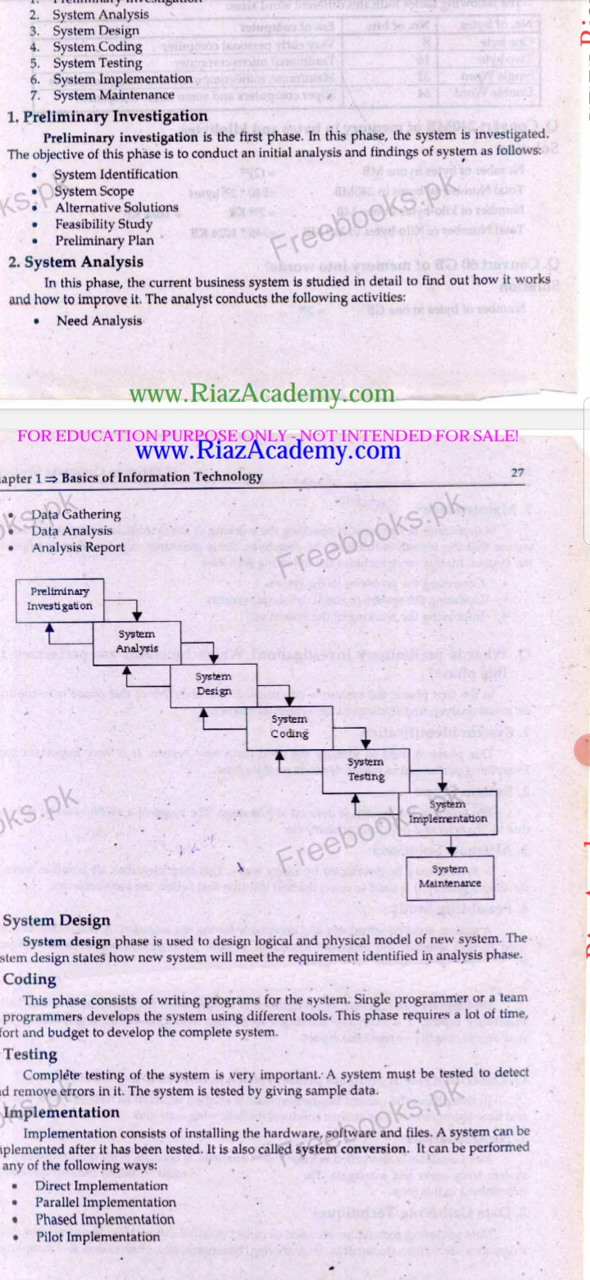 2. System Analysis
3. System Design
4. System Coding
5. System Testing
6. System Implementation
7. System Maintenance
1. Preliminary Investigation
Preliminary investigation is the first phase. In this phase, the system is investigated.
The objective of this phase is to conduct an initial analysis and findings of system as follows:
• System Identification
• System Scope
• Alternative Solutions
• Feasibility Study
• Preliminary Plan
Freebooks.pk
2. System Analysis
In this phase, the current business system is studied in detail to find out how it works
and how to improve it. The analyst conducts the following activities:
• Need Analysis
www.RiazAcademy.com
FOR EDUCATION PURPOSE ONLY - NOT INTENDED FOR SALE!
www.RiazAcademy.com
apter 1 ⇒ Basics of Information Technology 27
• Data Gathering
• Data Analysis
• Analysis Report
Freebooks.pk
Preliminary
Investigation
System
Analysis
System
Design
System
Coding
System
Testing
System
Implementation
System
Maintenance
oks.pk
Freebooks.pk
System Design
System design phase is used to design logical and physical model of new system. The
stem design states how new system will meet the requirement identified in analysis phase.
Coding
This phase consists of writing programs for the system. Single programmer or a team
programmers develops the system using different tools. This phase requires a lot of time,
fort and budget to develop the complete system.
Testing
Complete testing of the system is very important. A system must be tested to detect
d remove errors in it. The system is tested by giving sample data.
Freebooks.pk
Implementation
Implementation consists of installing the hardware, software and files. A system can be
plemented after it has been tested. It is also called system conversion. It can be performed
any of the following ways:
• Direct Implementation
• Parallel Implementation
• Phased Implementation
• Pilot Implementation